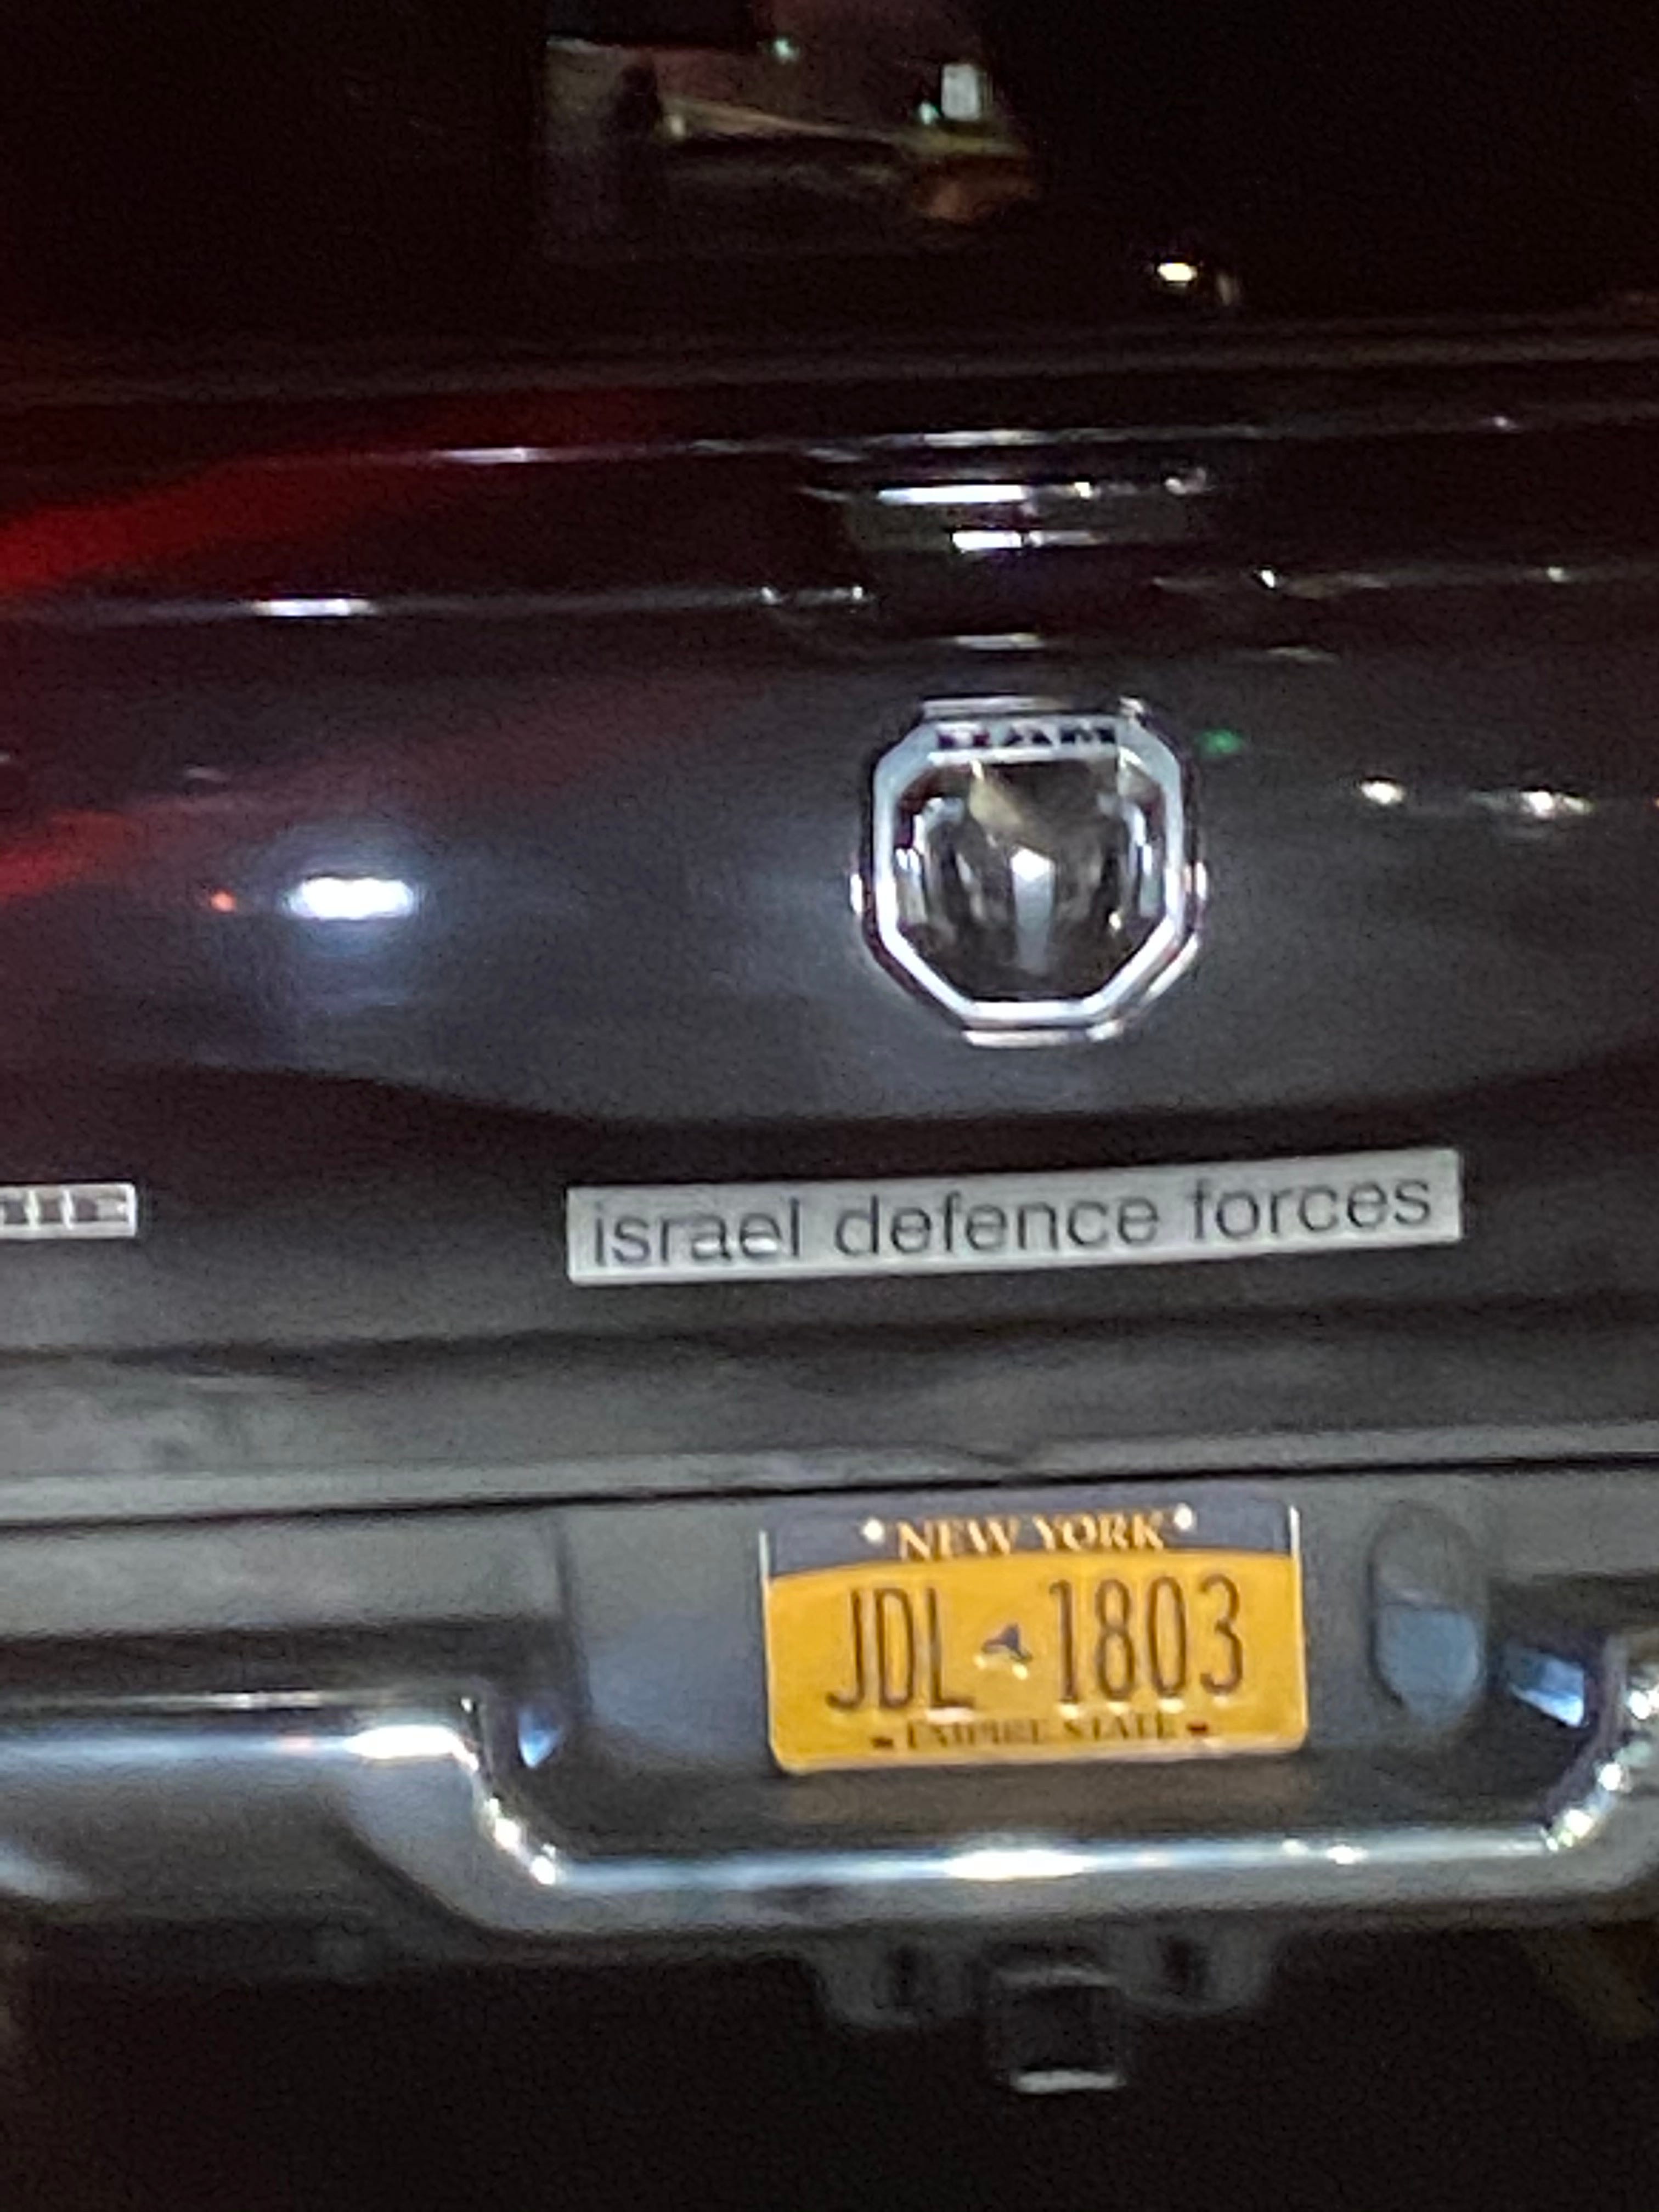 israel defence forces
NEW YORK
JDL 1803
EMPIRE STATE